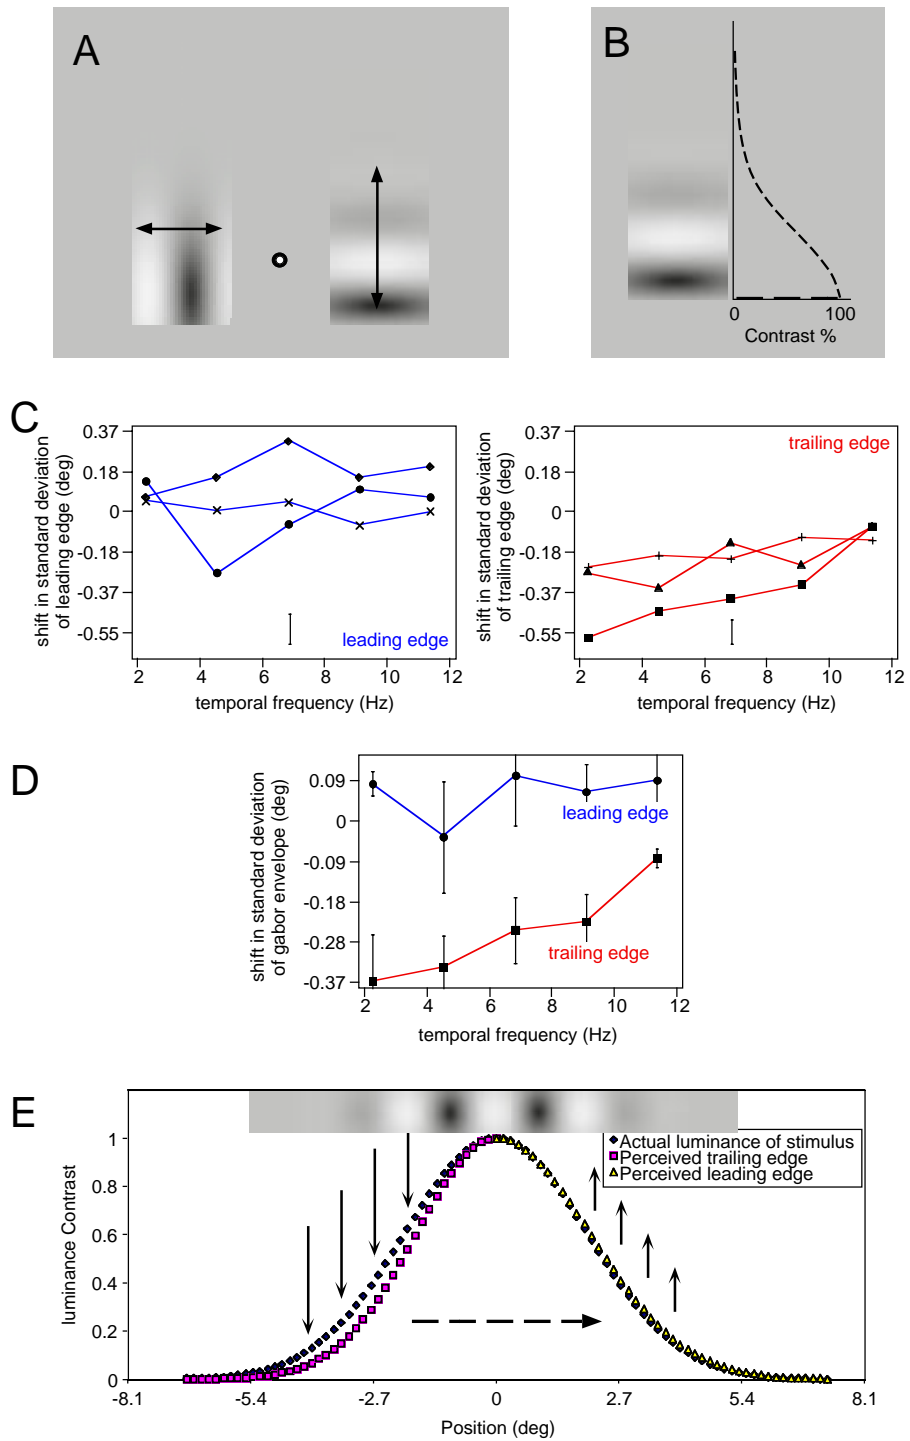 A
B
0
100
Contrast %
C
0.37
0.18
0
-0.18
-0.37
-0.55
shift in standard deviation
of leading edge (deg)
leading edge
2
4
6
8
10
12
temporal frequency (Hz)
0.37
0.18
0
-0.18
-0.37
-0.55
shift in standard deviation
of trailing edge (deg)
trailing edge
2
4
6
8
10
12
temporal frequency (Hz)
D
0.09
0
-0.09
-0.18
-0.28
-0.37
shift in standard deviation
of gabor envelope (deg)
leading edge
trailing edge
2
4
6
8
10
12
temporal frequency (Hz)
E
1
0.8
0.6
0.4
0.2
0
luminance Contrast
Actual luminance of stimulus
Perceived trailing edge
Perceived leading edge
-8.1
-5.4
-2.7
0
2.7
5.4
8.1
Position (deg)